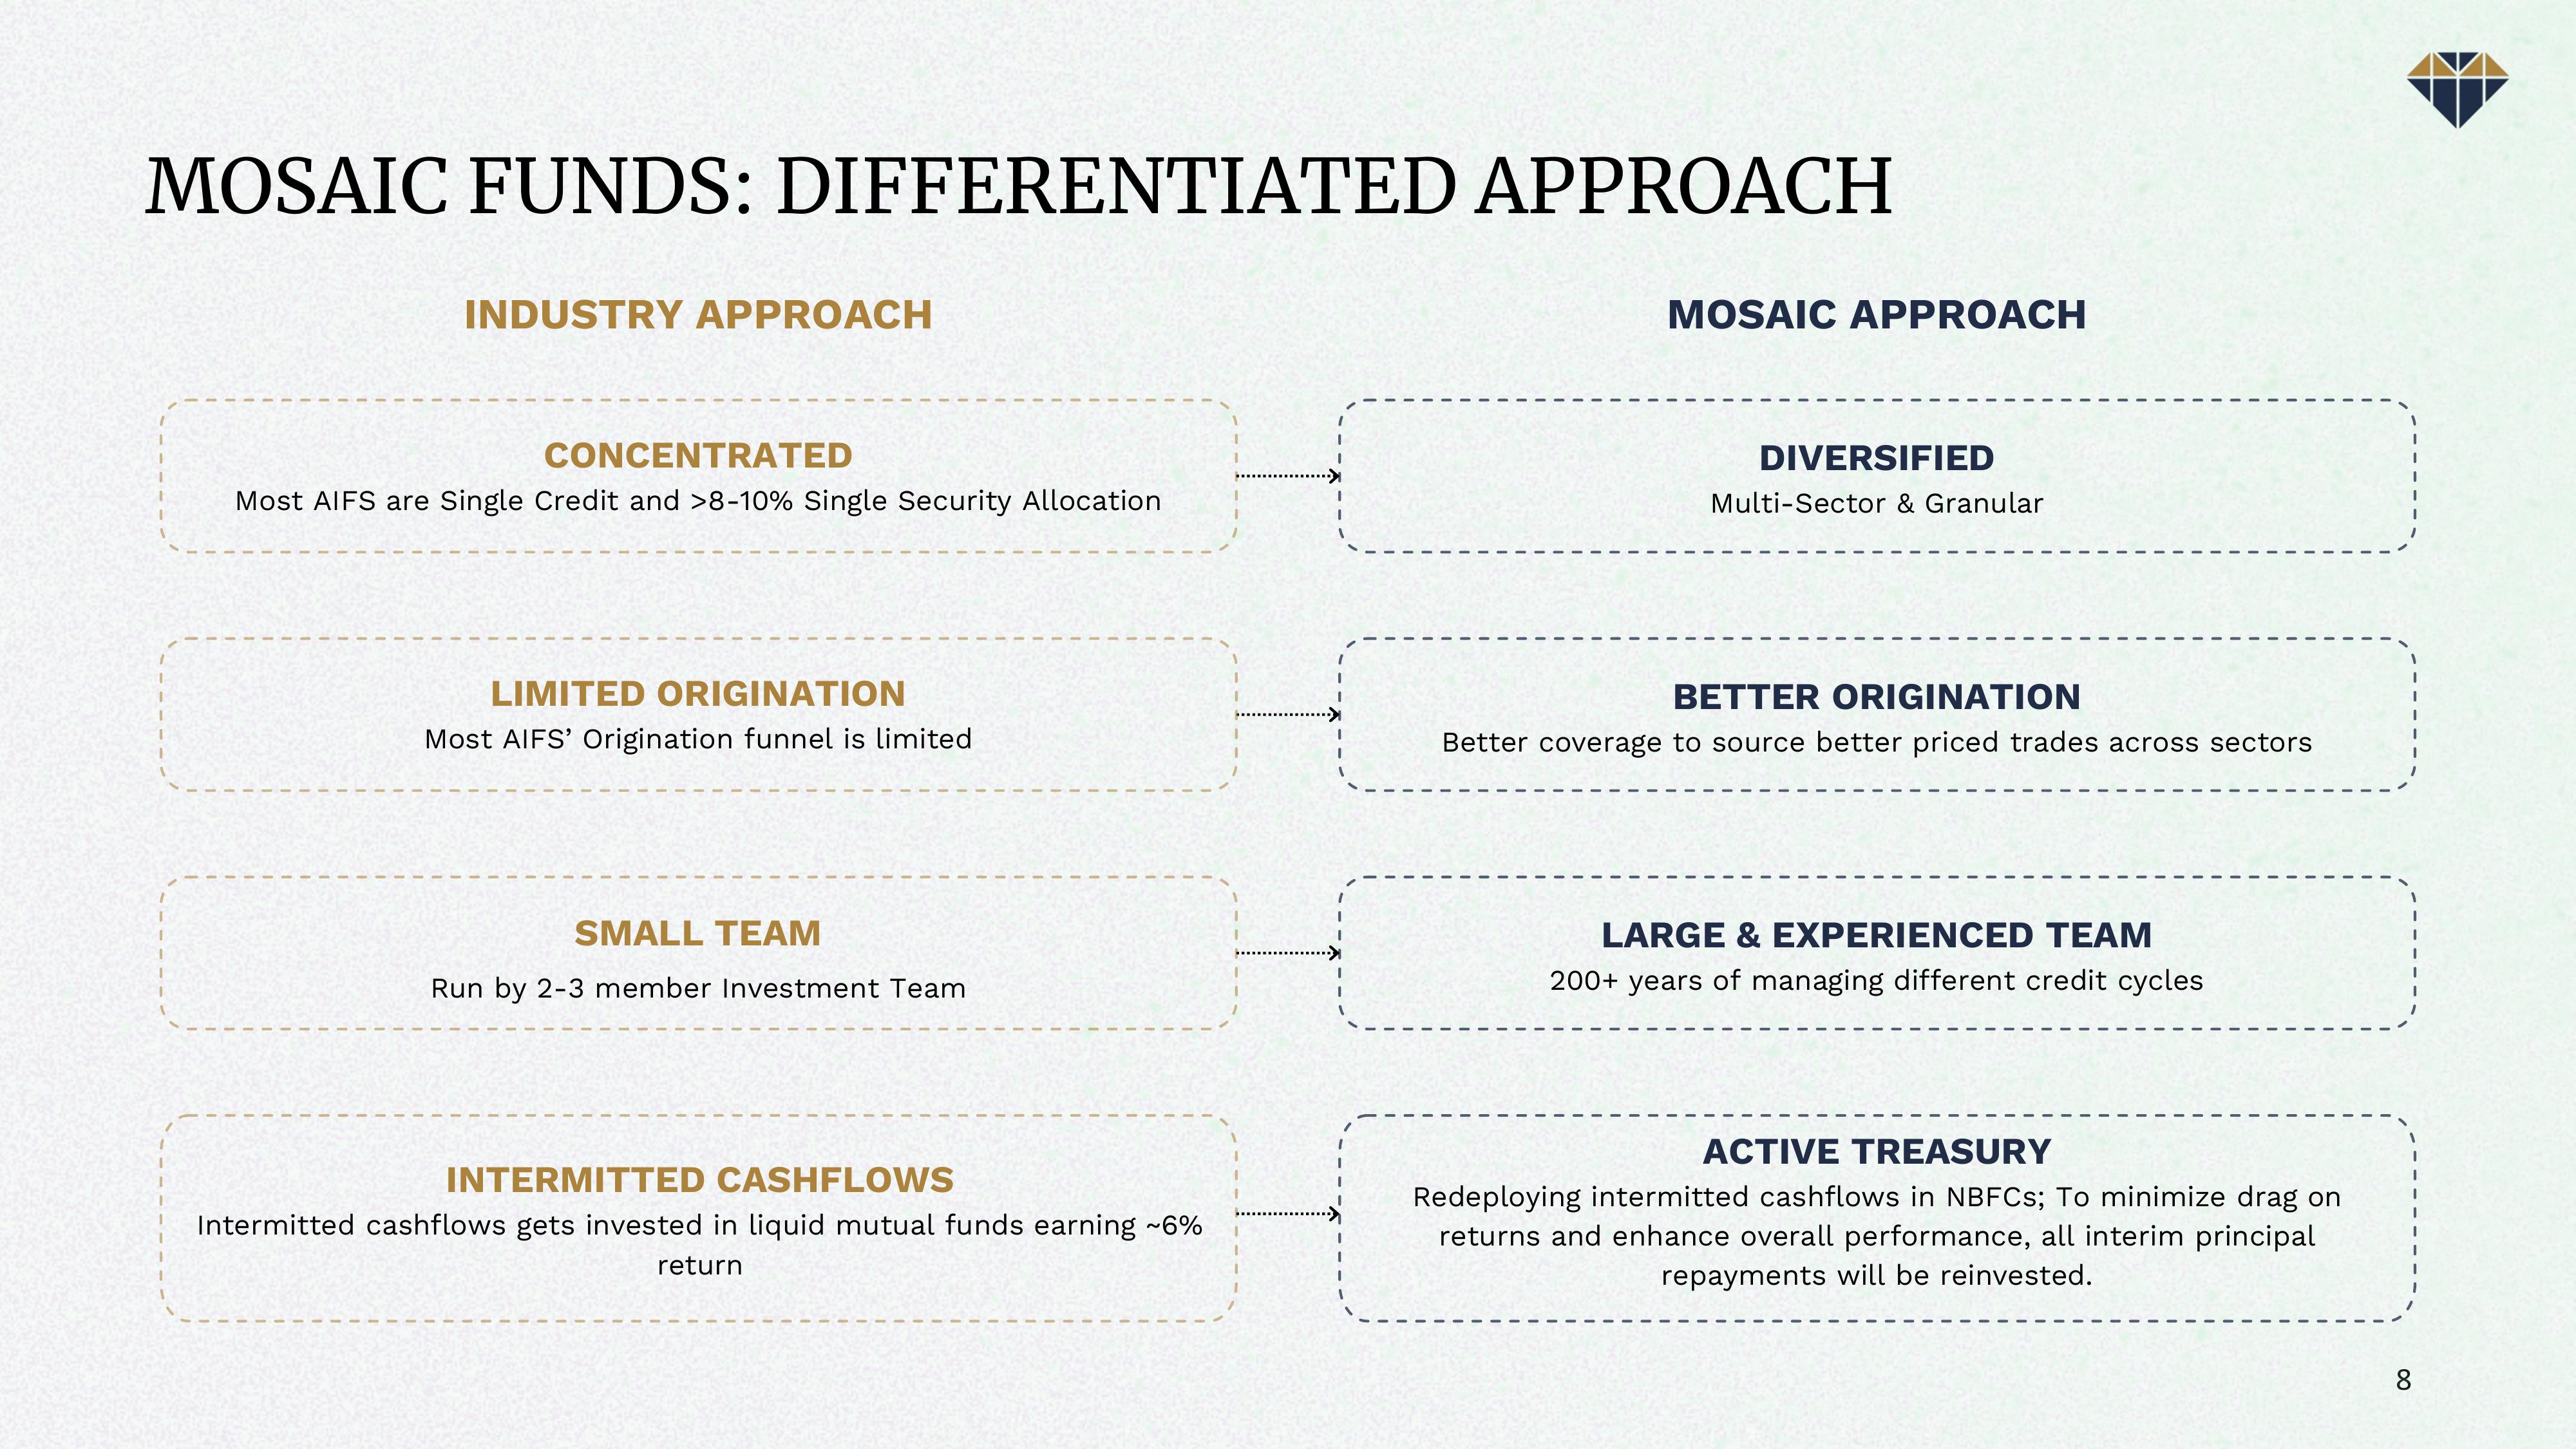 MOSAIC FUNDS: DIFFERENTIATED APPROACH
INDUSTRY APPROACH
MOSAIC APPROACH
CONCENTRATED
Most AIFS are Single Credit and >8-10% Single Security Allocation
DIVERSIFIED
Multi-Sector & Granular
LIMITED ORIGINATION
Most AIFS’ Origination funnel is limited
BETTER ORIGINATION
Better coverage to source better priced trades across sectors
SMALL TEAM
Run by 2-3 member Investment Team
LARGE & EXPERIENCED TEAM
200+ years of managing different credit cycles
INTERMITTED CASHFLOWS
Intermitted cashflows gets invested in liquid mutual funds earning ~6%
return
ACTIVE TREASURY
Redeploying intermitted cashflows in NBFCs; To minimize drag on
returns and enhance overall performance, all interim principal
repayments will be reinvested.
8